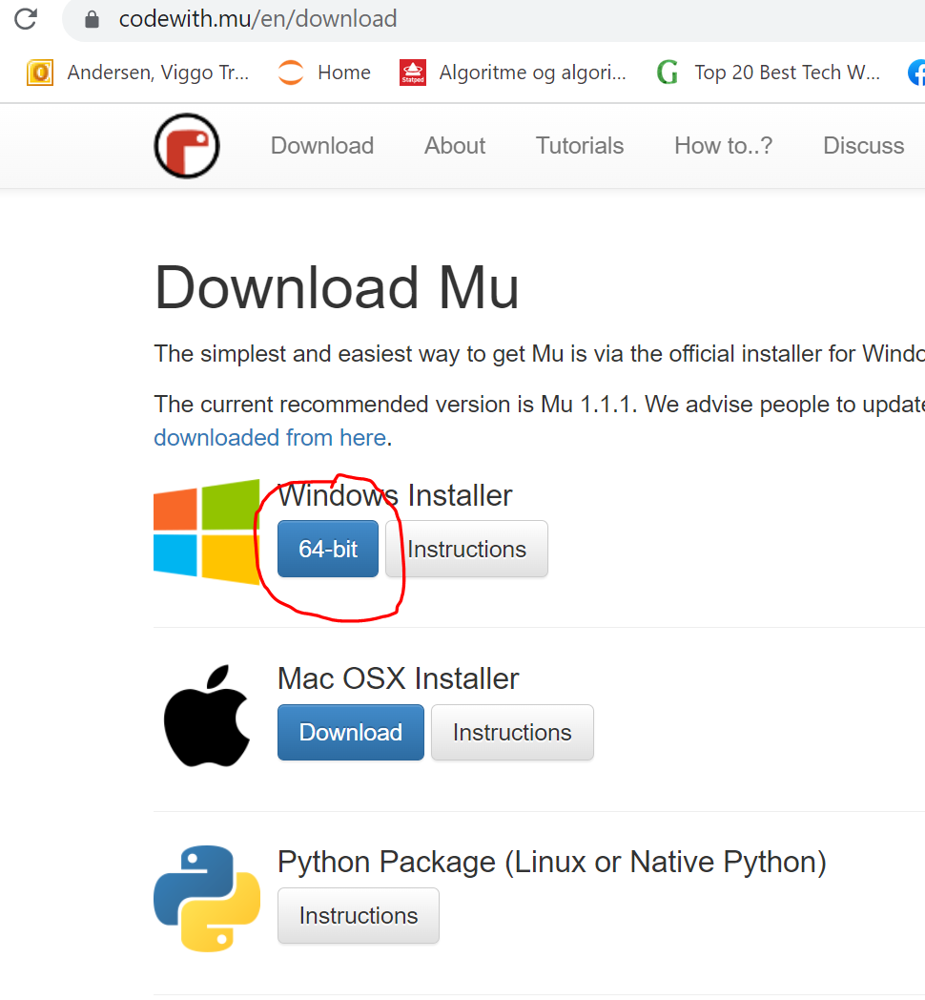 codewith.mu/en/download
Andersen, Viggo Tr... Home Algoritme og algori... Top 20 Best Tech W...
Statped
Download About Tutorials How to..? Discuss
Download Mu
The simplest and easiest way to get Mu is via the official installer for Windo
The current recommended version is Mu 1.1.1. We advise people to update
downloaded from here.
Windows Installer
64-bit Instructions
Mac OSX Installer
Download Instructions
Python Package (Linux or Native Python)
Instructions